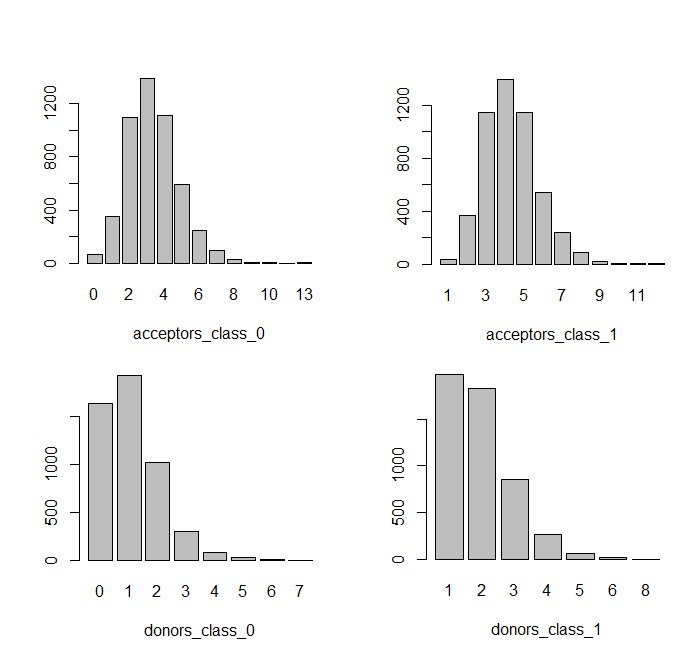 1200
800
400
0
0 2 4 6 8 10 13
acceptors_class_0
1200
800
400
0
1 3 5 7 9 11
acceptors_class_1
1000
500
0
0 1 2 3 4 5 6 7
donors_class_0
1000
500
0
1 2 3 4 5 6 8
donors_class_1